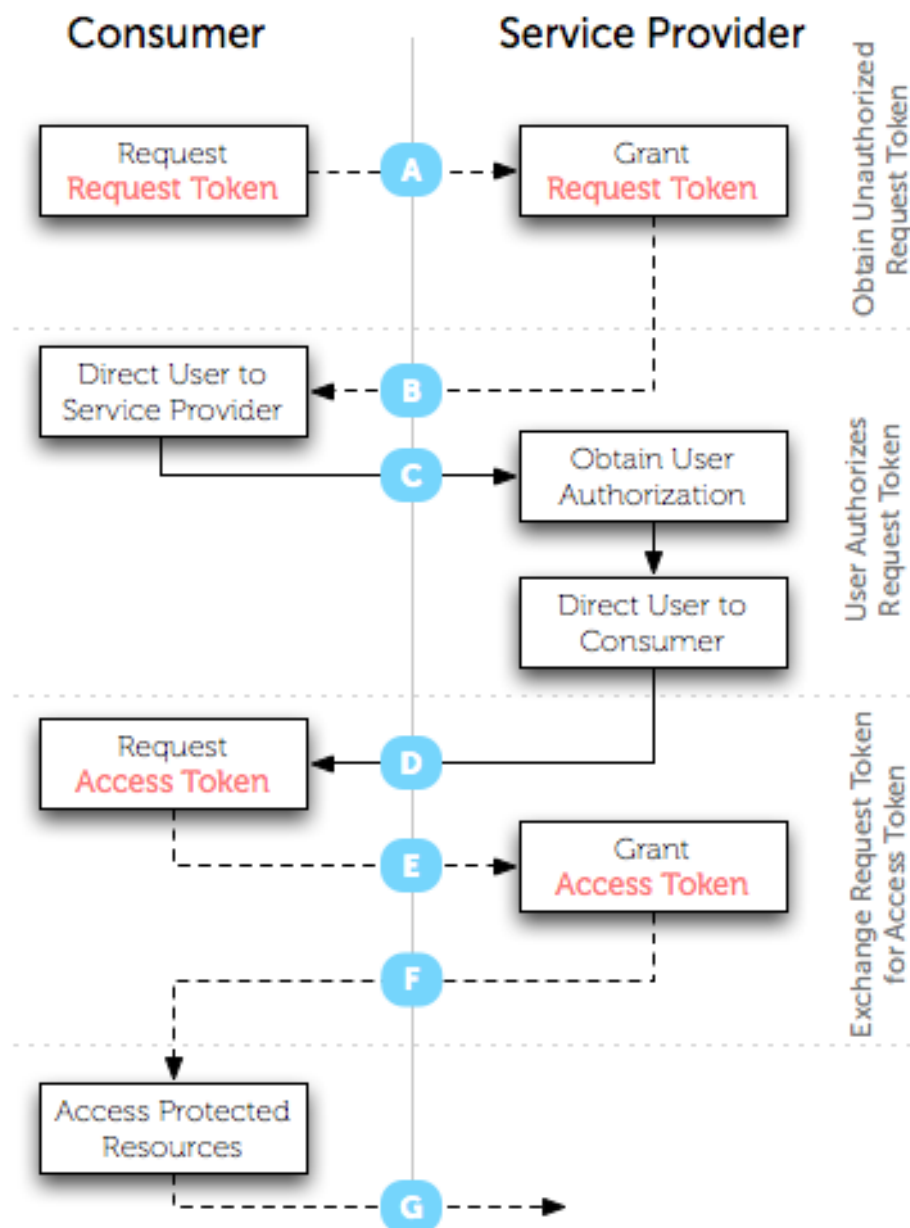 Consumer
Service Provider
Request
Request Token
A
Grant
Request Token
Obtain Unauthorized
Request Token
Direct User to
Service Provider
B
C
Obtain User
Authorization
Direct User to
Consumer
User Authorizes
Request Token
Request
Access Token
D
E
Grant
Access Token
F
Exchange Request Token
for Access Token
Access Protected
Resources
G